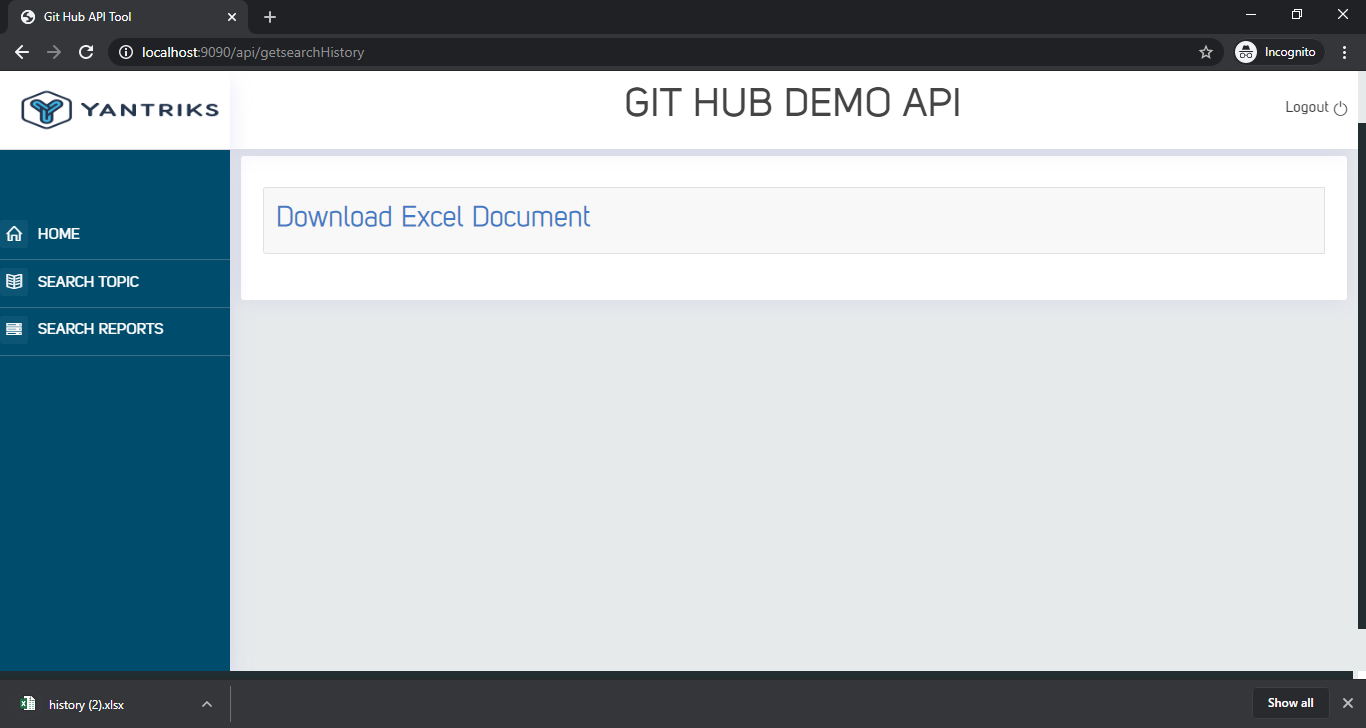 Git Hub API Tool
localhost:9090/api/getsearchHistory
Incognito
YANTRIKS
GIT HUB DEMO API
Logout
Download Excel Document
HOME
SEARCH TOPIC
SEARCH REPORTS
history (2).xlsx
Show all